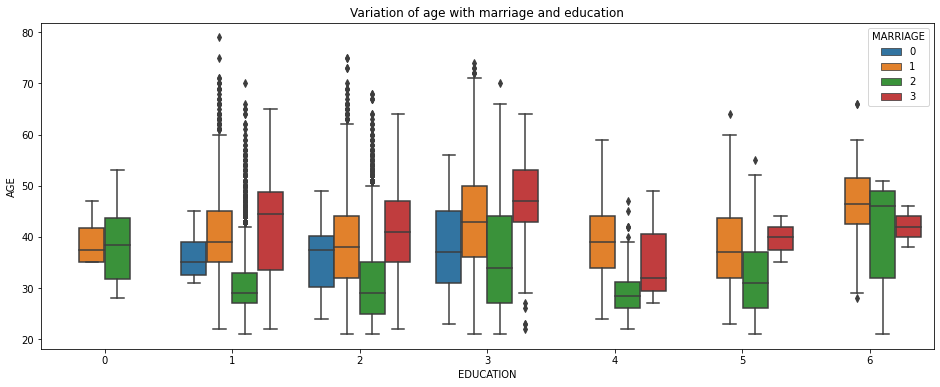 Variation of age with marriage and education
MARRIAGE
0
1
2
3
AGE
80
70
60
50
40
30
20
0 1 2 3 4 5 6
EDUCATION